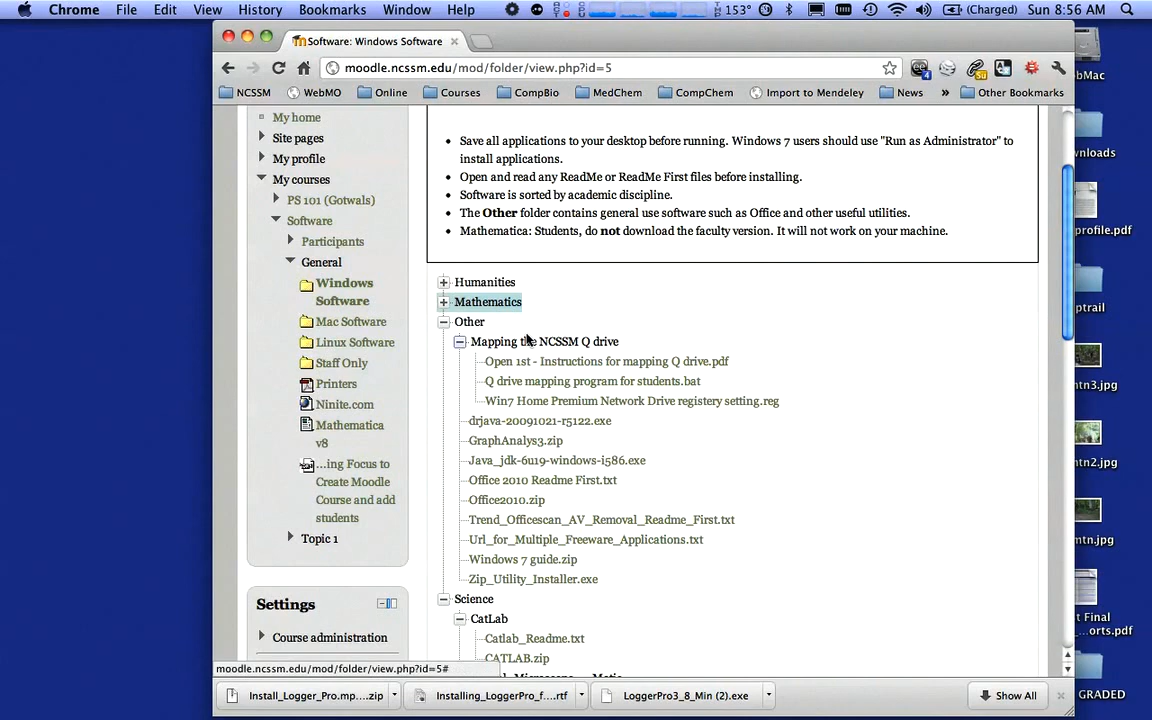 Chrome File Edit View History Bookmarks Window Help 153° (Charged) Sun 8:56 AM
Software: Windows Software
moodle.ncssm.edu/mod/folder/view.php?id=5
NCSSM WebMO Online Courses CompBio MedChem CompChem Import to Mendeley News » Other Bookmarks
My home
Site pages
My profile
My courses
PS 101 (Gotwals)
Software
Participants
General
Windows
Software
Mac Software
Linux Software
Staff Only
Printers
Ninite.com
Mathematica
v8
...ing Focus to
Create Moodle
Course and add
students
Topic 1
Settings
Course administration
Save all applications to your desktop before running. Windows 7 users should use "Run as Administrator" to
install applications.
Open and read any ReadMe or ReadMe First files before installing.
Software is sorted by academic discipline.
The Other folder contains general use software such as Office and other useful utilities.
Mathematica: Students, do not download the faculty version. It will not work on your machine.
Humanities
Mathematics
Other
Mapping the NCSSM Q drive
Open 1st - Instructions for mapping Q drive.pdf
Q drive mapping program for students.bat
Win7 Home Premium Network Drive registery setting.reg
drjava-20091021-r5122.exe
GraphAnalys3.zip
Java_jdk-6u19-windows-i586.exe
Office 2010 Readme First.txt
Office2010.zip
Trend_Officescan_AV_Removal_Readme_First.txt
Url_for_Multiple_Freeware_Applications.txt
Windows 7 guide.zip
Zip_Utility_Installer.exe
Science
CatLab
Catlab_Readme.txt
CATLAB.zip
moodle.ncssm.edu/mod/folder/view.php?id=5#
Install_Logger_Pro.mp....zip Installing_LoggerPro_f....rtf LoggerPro3_8_Min (2).exe Show All
bMac
wnloads
profile.pdf
ptrail
mtn3.jpg
mtn2.jpg
mtn.jpg
t Final
_...orts.pdf
GRADED